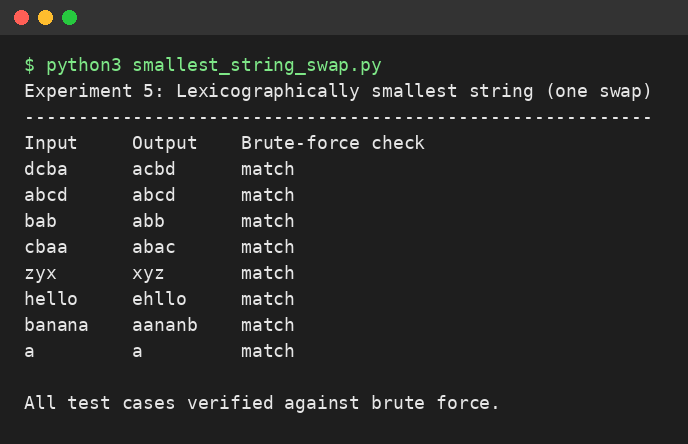 $ python3 smallest_string_swap.py
Experiment 5: Lexicographically smallest string (one swap)
----------------------------------------------------------
Input     Output    Brute-force check
dcba      acbd      match
abcd      abcd      match
bab       abb       match
cbaa      abac      match
zyx       xyz       match
hello     ehllo     match
banana    aananb    match
a         a         match

All test cases verified against brute force.